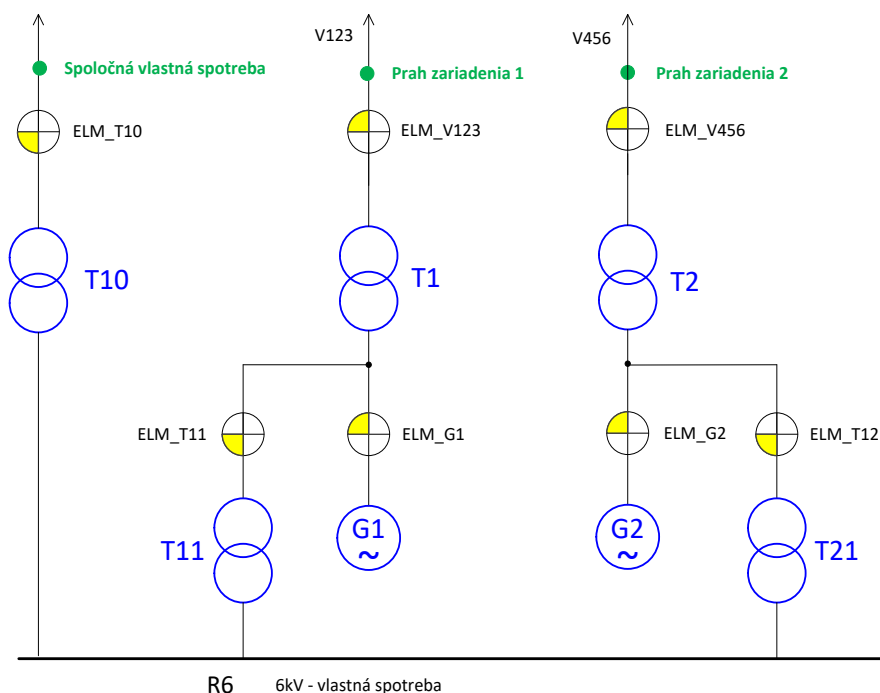 V123
V456
Spoločná vlastná spotreba
Prah zariadenia 1
Prah zariadenia 2
ELM_T10
ELM_V123
ELM_V456
T10
T1
T2
ELM_T11
ELM_G1
ELM_G2
ELM_T12
G1
~
G2
~
T11
T21
R6
6kV - vlastná spotreba